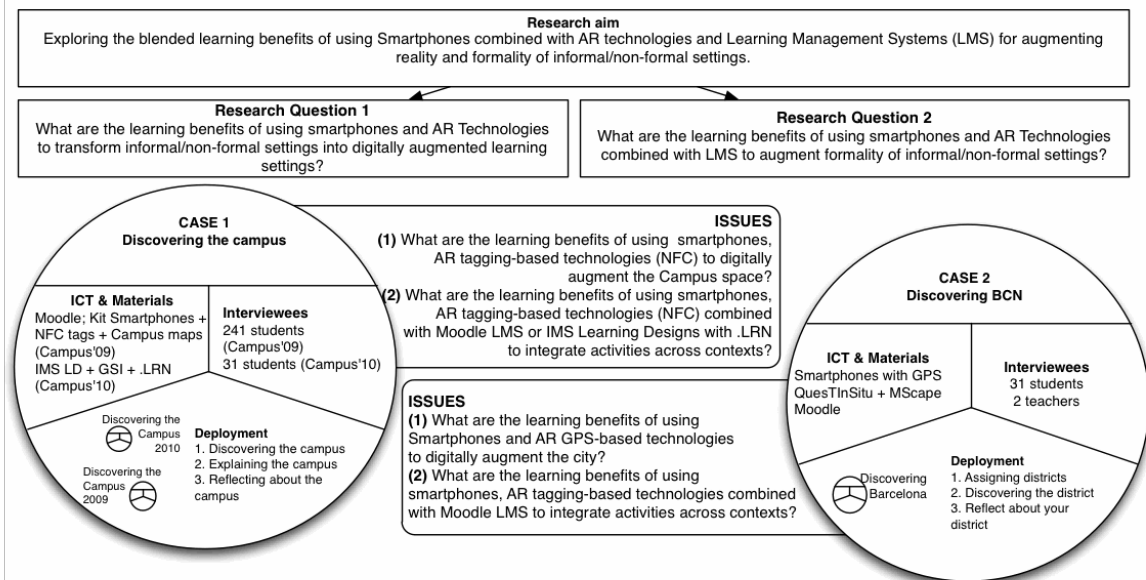 Research aim
Exploring the blended learning benefits of using Smartphones combined with AR technologies and Learning Management Systems (LMS) for augmenting
reality and formality of informal/non-formal settings.
Research Question 1
What are the learning benefits of using smartphones and AR Technologies
to transform informal/non-formal settings into digitally augmented learning
settings?
Research Question 2
What are the learning benefits of using smartphones and AR Technologies
combined with LMS to augment formality of informal/non-formal settings?
CASE 1
Discovering the campus
ICT & Materials
Moodle; Kit Smartphones +
NFC tags + Campus maps
(Campus'09)
IMS LD + GSI + .LRN
(Campus'10)
Interviewees
241 students
(Campus'09)
31 students (Campus'10)
Discovering the
Campus
2010
Discovering the
Campus
2009
Deployment
1. Discovering the campus
2. Explaining the campus
3. Reflecting about the
campus
ISSUES
(1) What are the learning benefits of using smartphones,
AR tagging-based technologies (NFC) to digitally
augment the Campus space?
(2) What are the learning benefits of using smartphones,
AR tagging-based technologies (NFC) combined
with Moodle LMS or IMS Learning Designs with .LRN
to integrate activities across contexts?
ISSUES
(1) What are the learning benefits of using
Smartphones and AR GPS-based technologies
to digitally augment the city?
(2) What are the learning benefits of using
smartphones, AR tagging-based technologies combined
with Moodle LMS to integrate activities across contexts?
CASE 2
Discovering BCN
ICT & Materials
Smartphones with GPS
QuesTInSitu + MScape
Moodle
Interviewees
31 students
2 teachers
Discovering
Barcelona
Deployment
1. Assigning districts
2. Discovering the district
3. Reflect about your
district